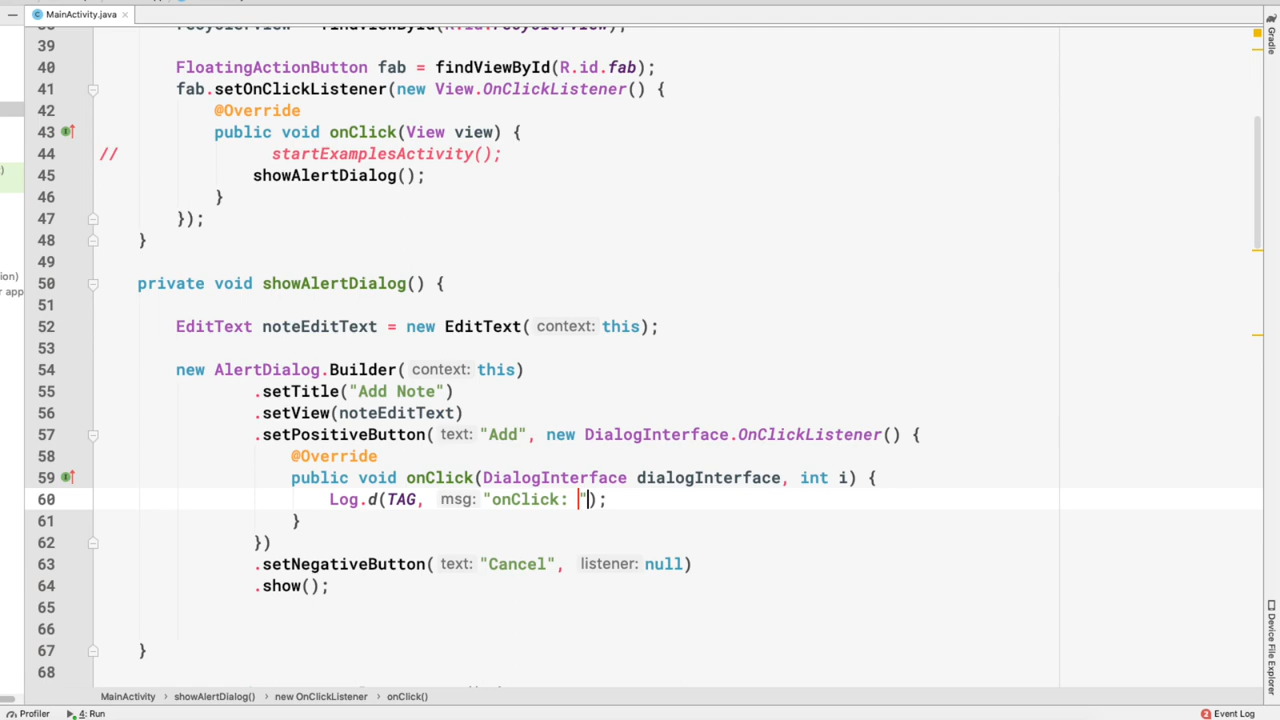 MainActivity.java
39
40 FloatingActionButton fab = findViewById(R.id.fab);
41 fab.setOnClickListener(new View.OnClickListener() {
42 @Override
43 public void onClick(View view) {
44 // startExamplesActivity();
45 showAlertDialog();
46 }
47 });
48 }
49
50 private void showAlertDialog() {
51
52 EditText noteEditText = new EditText( context: this);
53
54 new AlertDialog.Builder( context: this)
55 .setTitle("Add Note")
56 .setView(noteEditText)
57 .setPositiveButton( text: "Add", new DialogInterface.OnClickListener() {
58 @Override
59 public void onClick(DialogInterface dialogInterface, int i) {
60 Log.d(TAG, msg: "onClick: ");
61 }
62 })
63 .setNegativeButton( text: "Cancel", listener: null)
64 .show();
65
66
67 }
68
MainActivity showAlertDialog() new OnClickListener onClick()
Profiler 4: Run 2 Event Log
Gradle
Device File Explorer